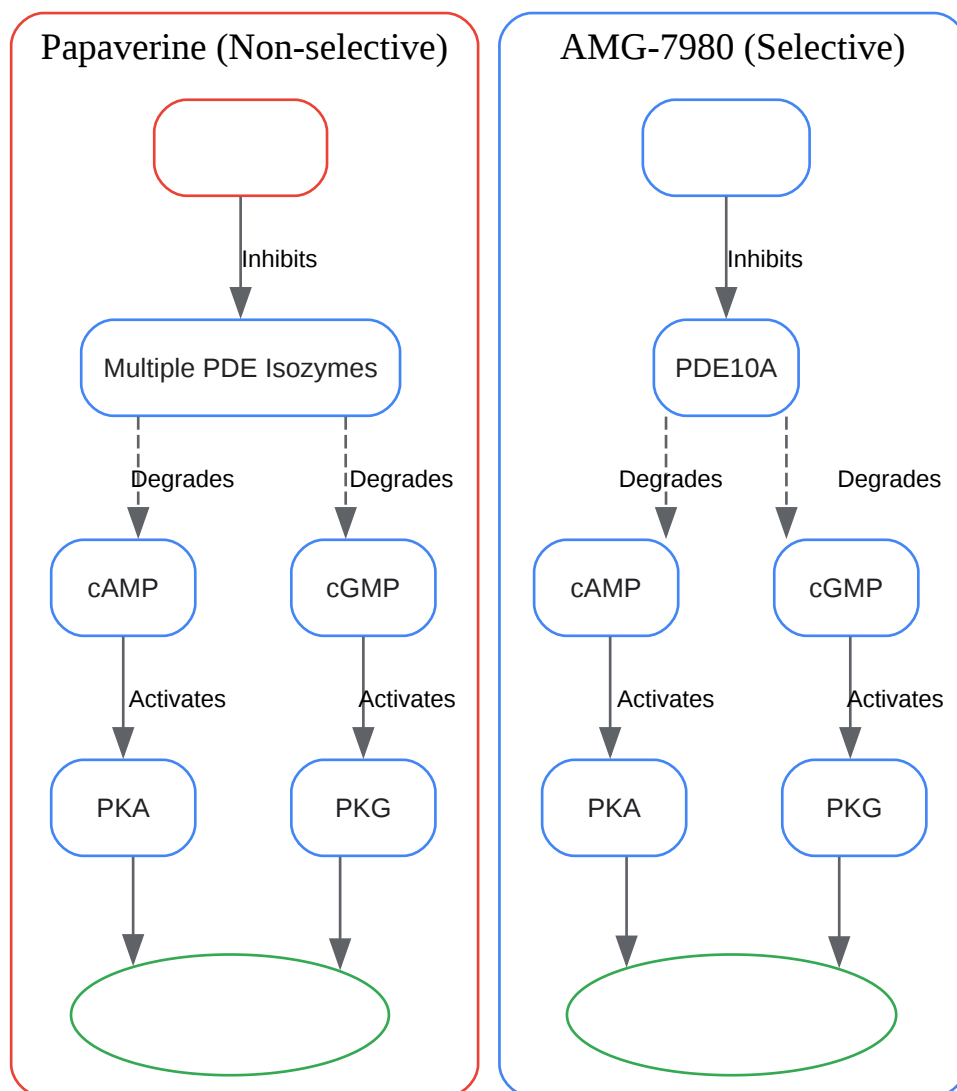 Papaverine (Non-selective)
Inhibits
Multiple PDE Isozymes
Degrades
Degrades
cAMP
cGMP
Activates
Activates
PKA
PKG
AMG-7980 (Selective)
Inhibits
PDE10A
Degrades
Degrades
cAMP
cGMP
Activates
Activates
PKA
PKG